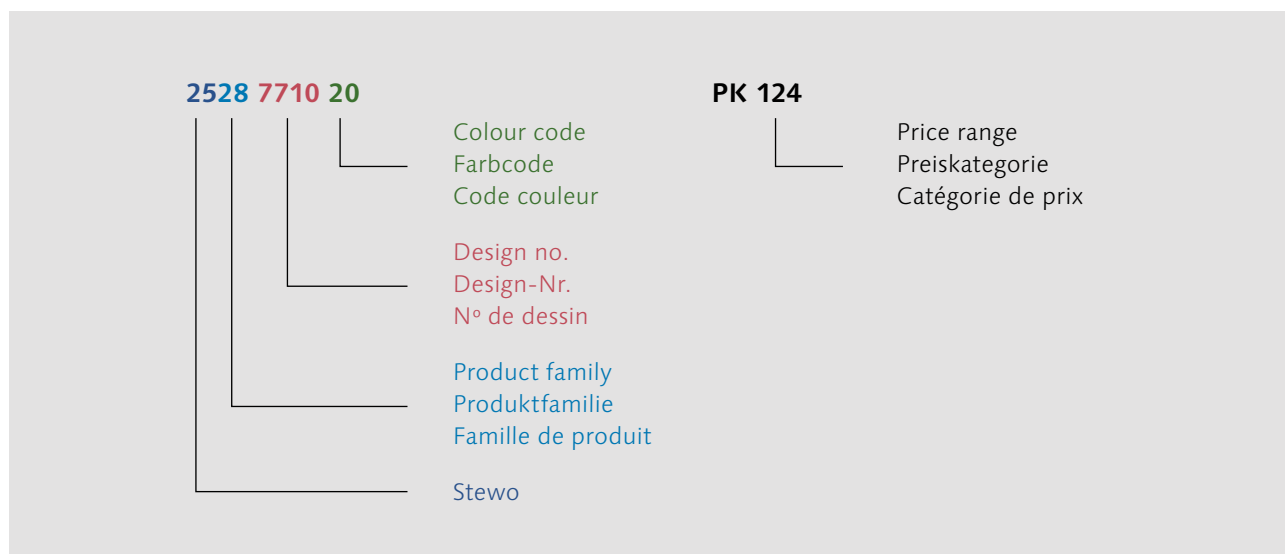 2528 7710 20
PK 124
Colour code
Farbcode
Code couleur
Price range
Preiskategorie
Catégorie de prix
Design no.
Design-Nr.
Nº de dessin
Product family
Produktfamilie
Famille de produit
Stewo